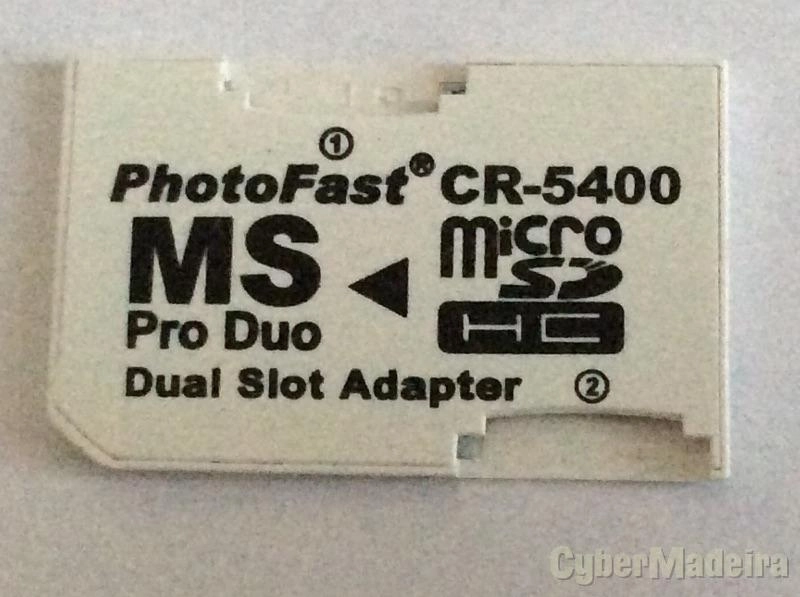 ①
PhotoFast® CR-5400
MS
Pro Duo
micro
SD
HC
Dual Slot Adapter ②
CyberMadeira